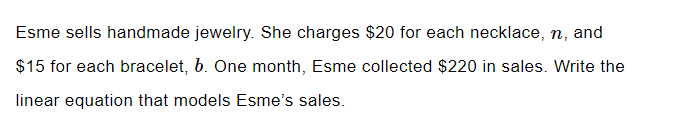 Esme sells handmade jewelry. She charges $20 for each necklace, n, and
$15 for each bracelet, b. One month, Esme collected $220 in sales. Write the
linear equation that models Esme’s sales.